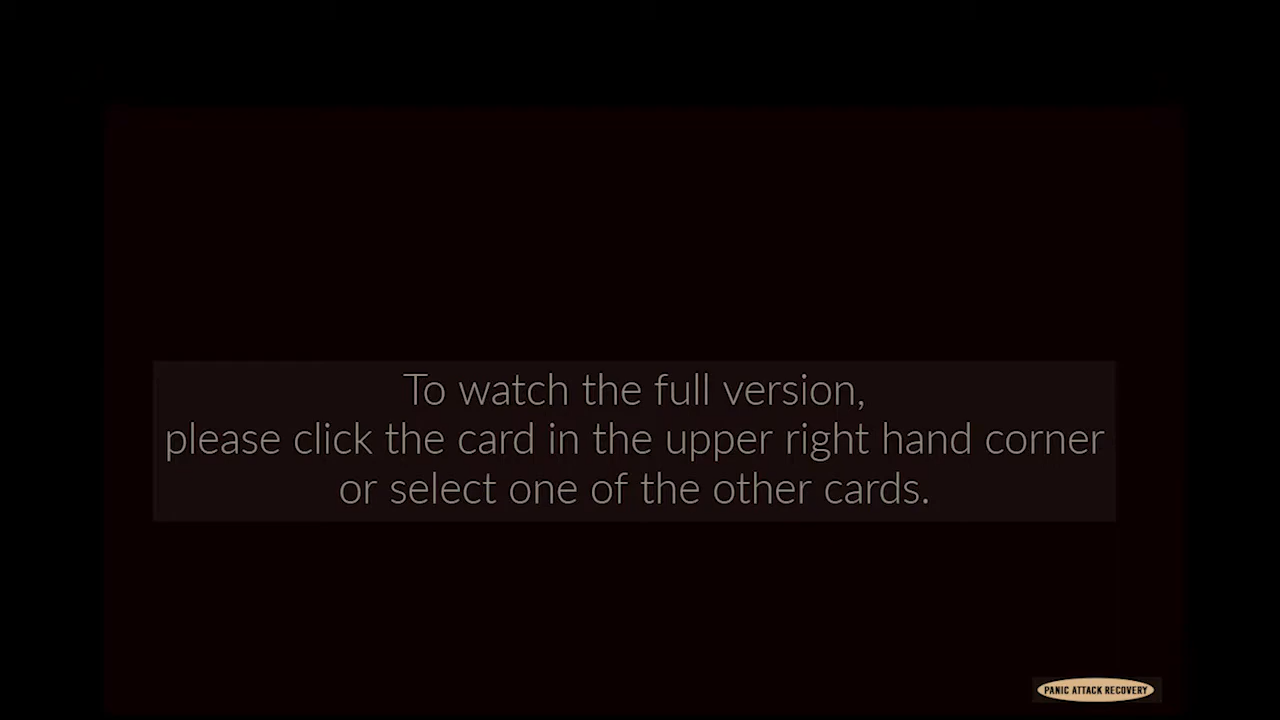 To watch the full version,
please click the card in the upper right hand corner
or select one of the other cards.
PANIC ATTACK RECOVERY